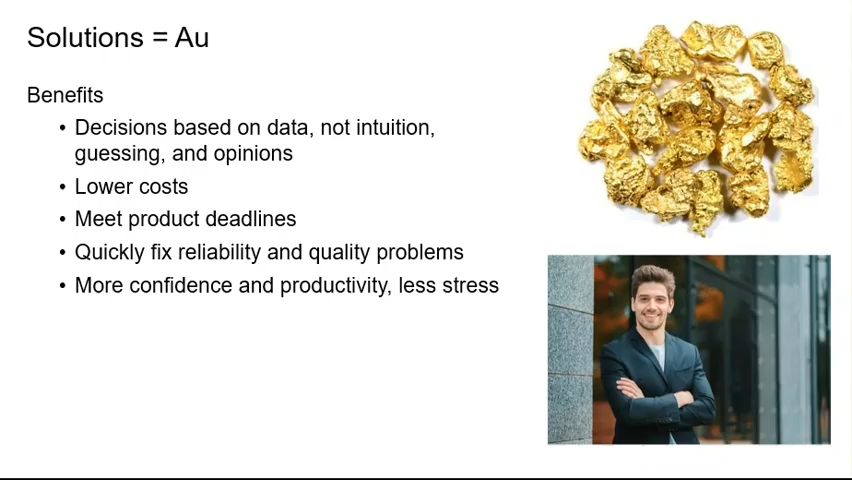 Solutions = Au
Benefits
• Decisions based on data, not intuition,
guessing, and opinions
• Lower costs
• Meet product deadlines
• Quickly fix reliability and quality problems
• More confidence and productivity, less stress